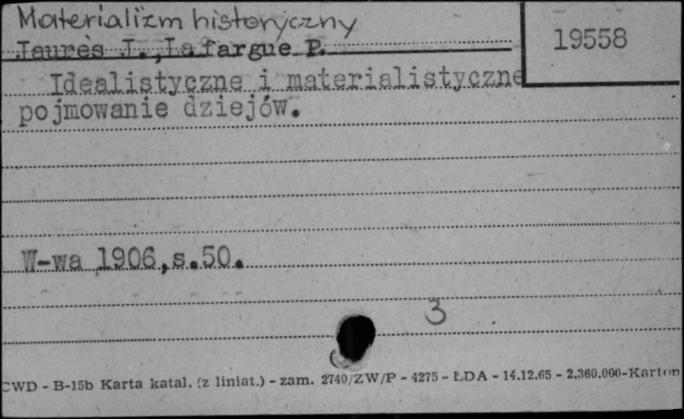 Materializm historyczny
19558
Jaurès J., Lafargue P.
Idealistyczne i materialistyczne
pojmowanie dziejów.
W-wa 1906,s.50.
3
CWD - B-15b Karta katal. (z liniat.) - zam. 2740/ZW/P - 4275 - ŁDA - 14.12.65 - 2.360.000-Karton